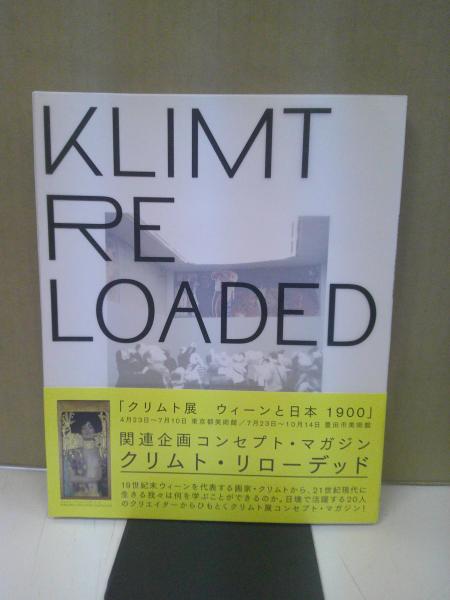 KLIMT
RE
LOADED
「クリムト展　ウィーンと日本 1900」
4月23日〜7月10日 東京都美術館／7月23日〜10月14日 豊田市美術館
関連企画コンセプト・マガジン
クリムト・リローデッド
19世紀末ウィーンを代表する画家・クリムトから、21世紀現代に
生きる我々は何を学ぶことができるのか。日墺で活躍する20人
のクリエイターからひもとくクリムト展コンセプト・マガジン！